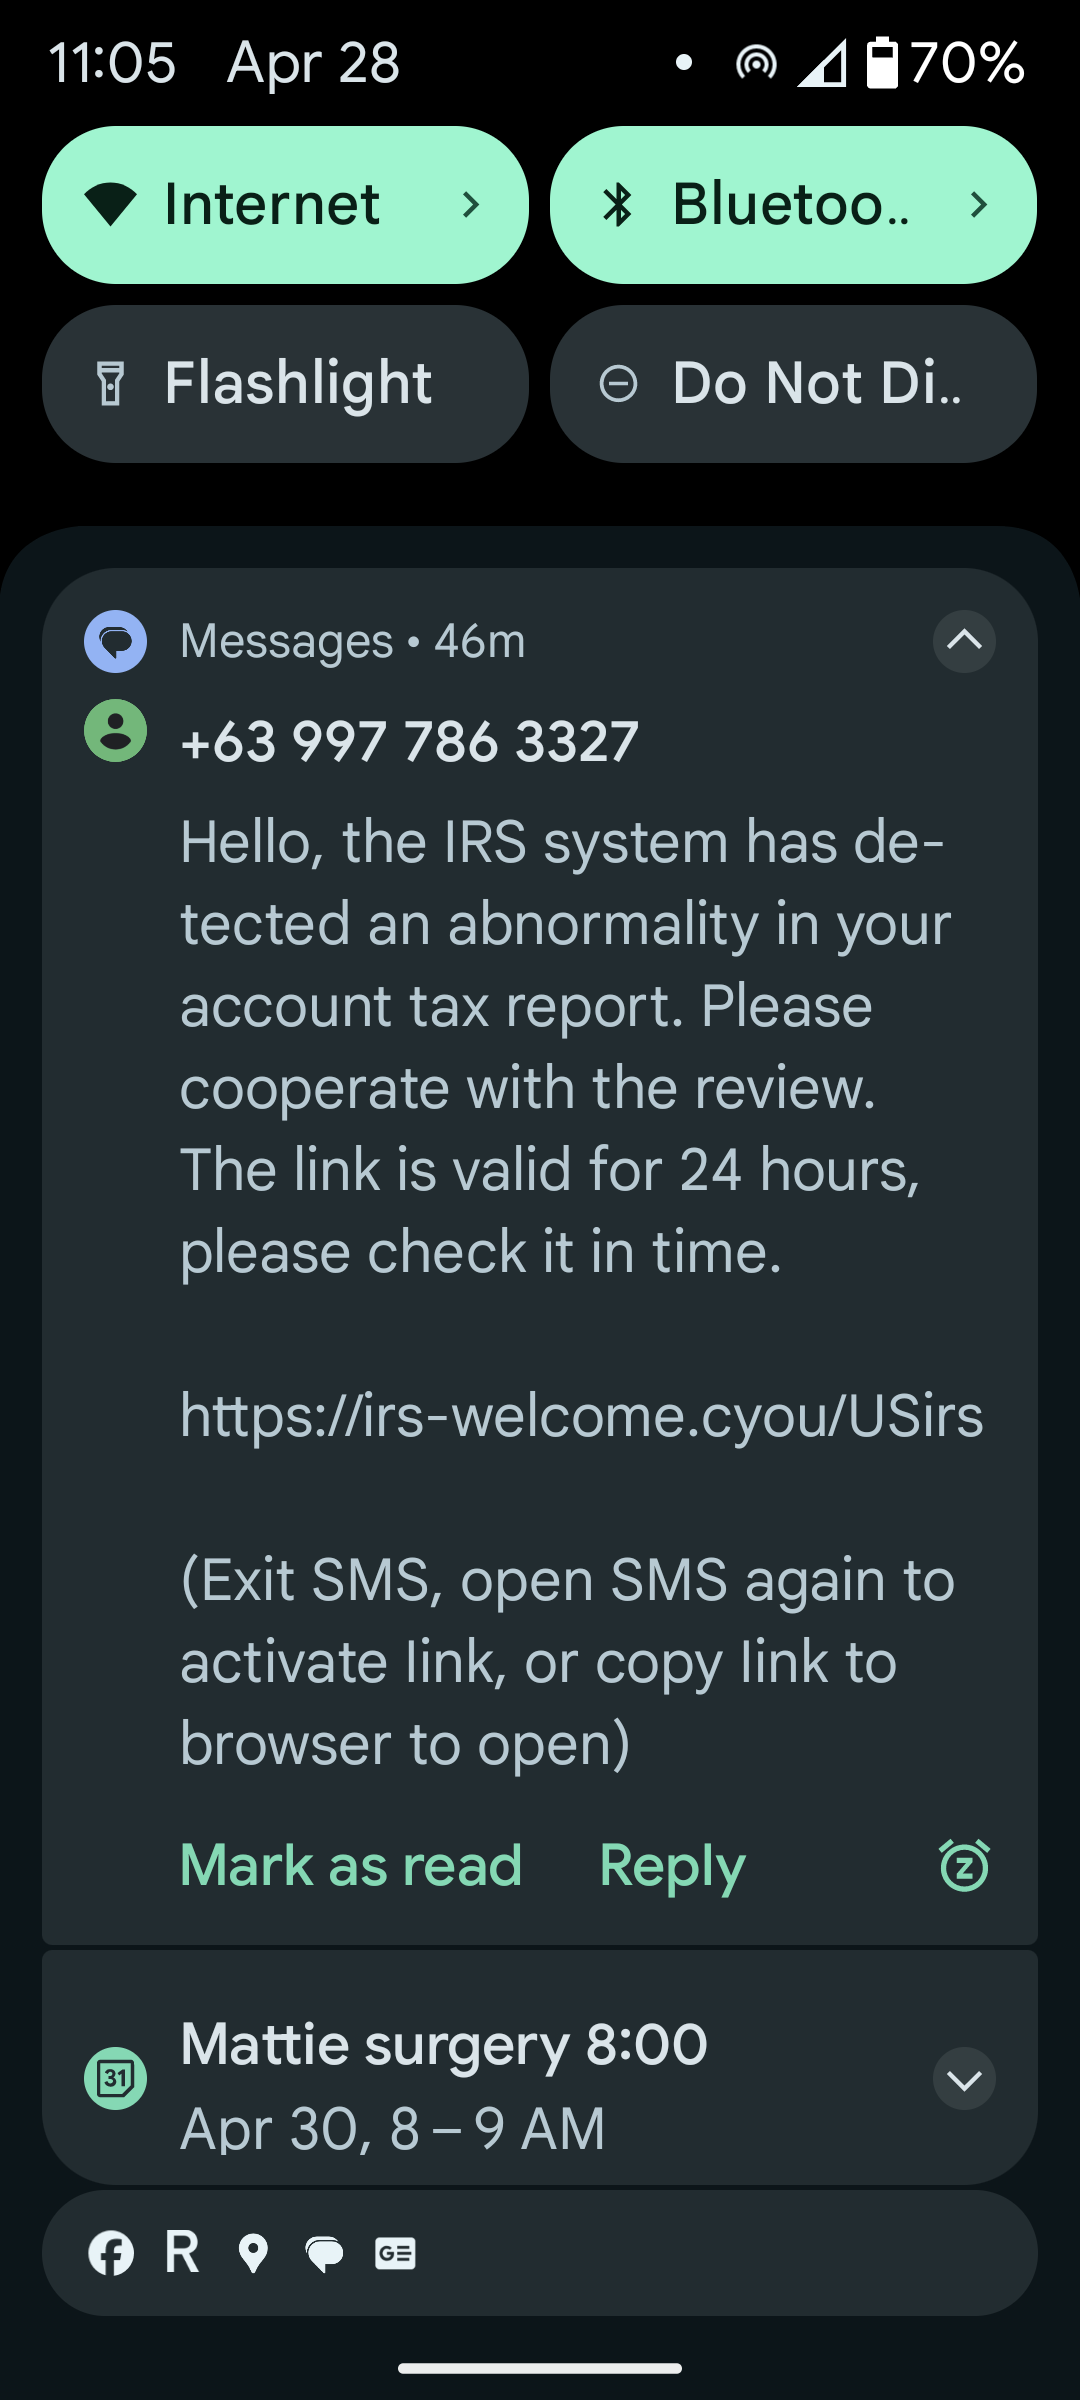 11:05 Apr 28 70%
Internet Bluetoo..
Flashlight Do Not Di..
Messages • 46m
+63 997 786 3327
Hello, the IRS system has de-
tected an abnormality in your
account tax report. Please
cooperate with the review.
The link is valid for 24 hours,
please check it in time.
https://irs-welcome.cyou/USirs
(Exit SMS, open SMS again to
activate link, or copy link to
browser to open)
Mark as read Reply
Mattie surgery 8:00
31
Apr 30, 8 – 9 AM
R